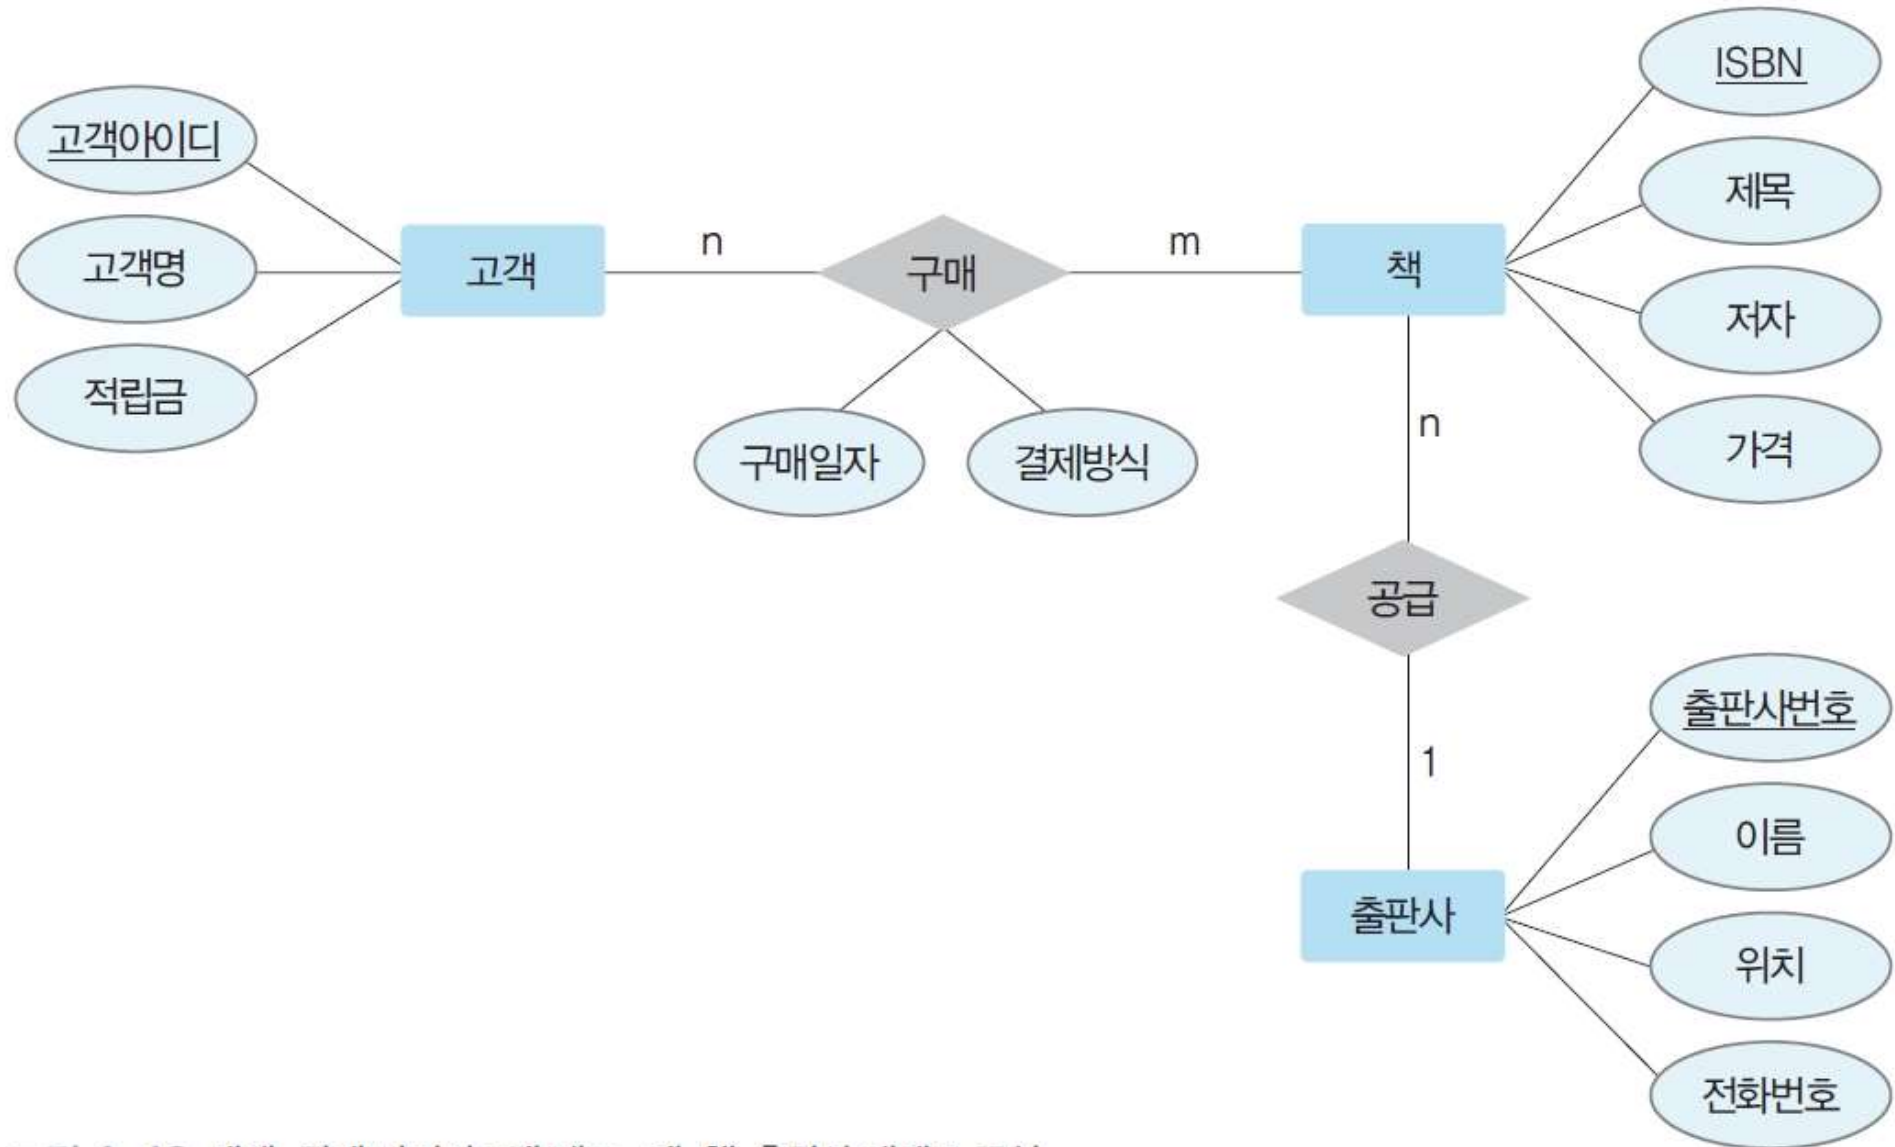 ISBN
고객아이디
제목
고객명
고객
n
구매
m
책
저자
적립금
가격
구매일자
결제방식
n
공급
출판사번호
1
이름
출판사
위치
전화번호